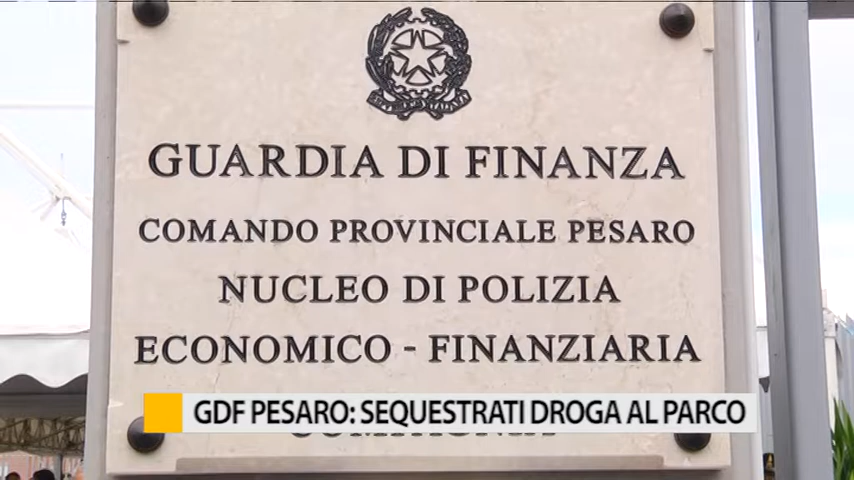 GUARDIA DI FINANZA
COMANDO PROVINCIALE PESARO
NUCLEO DI POLIZIA
ECONOMICO - FINANZIARIA
GDF PESARO: SEQUESTRATI DROGA AL PARCO